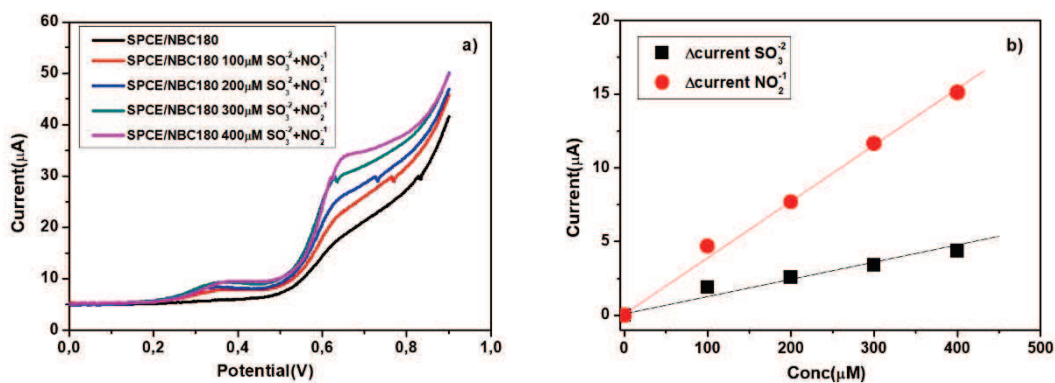 a)
SPCE/NBC180
SPCE/NBC180 100μM SO₃⁻²+NO₂⁻¹
SPCE/NBC180 200μM SO₃⁻²+NO₂⁻¹
SPCE/NBC180 300μM SO₃⁻²+NO₂⁻¹
SPCE/NBC180 400μM SO₃⁻²+NO₂⁻¹
Current(μA)
60
50
40
30
20
10
0
0,0 0,2 0,4 0,6 0,8 1,0
Potential(V)
b)
Δcurrent SO₃⁻²
Δcurrent NO₂⁻¹
Current(μA)
20
15
10
5
0
0 100 200 300 400 500
Conc(μM)